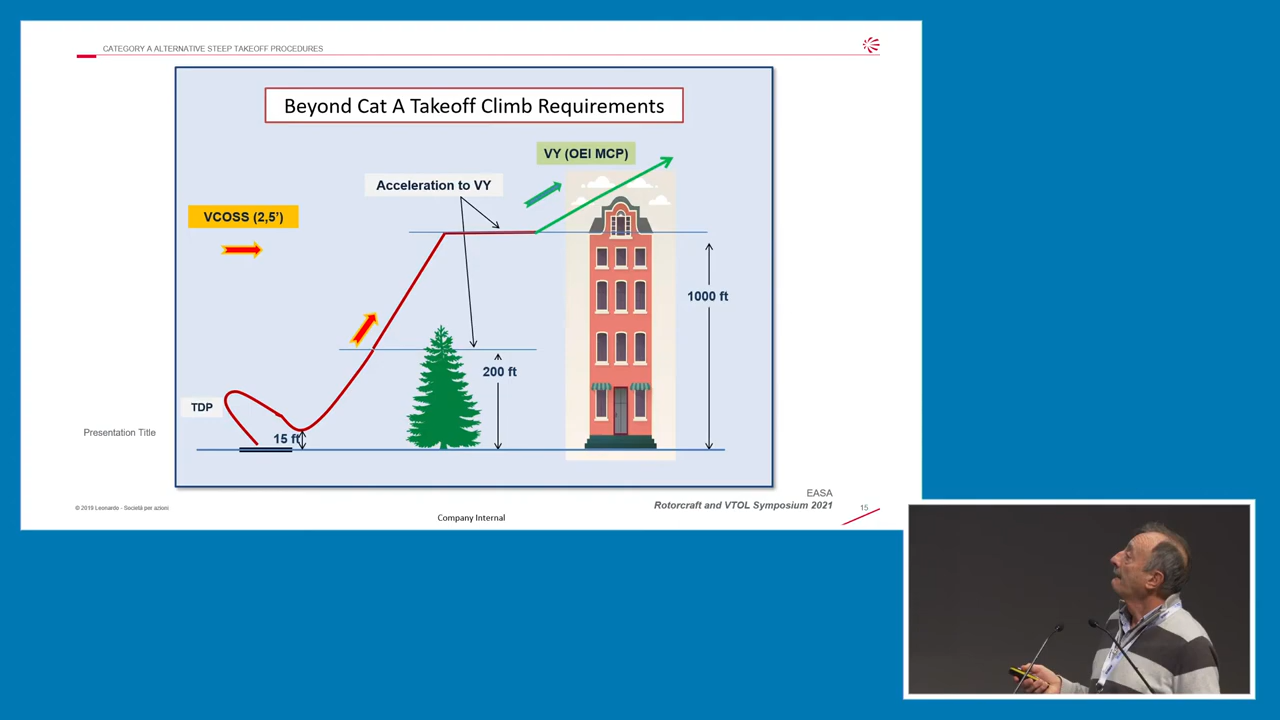 CATEGORY A ALTERNATIVE STEEP TAKEOFF PROCEDURES
Beyond Cat A Takeoff Climb Requirements
VY (OEI MCP)
Acceleration to VY
VCOSS (2,5')
1000 ft
200 ft
TDP
15 ft
Presentation Title
EASA
Rotorcraft and VTOL Symposium 2021
© 2019 Leonardo - Società per azioni
Company Internal
15